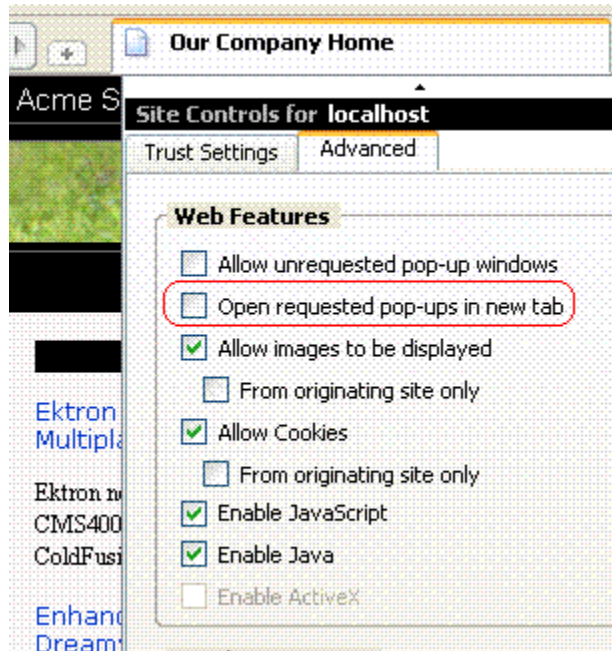 Our Company Home
Acme S
Site Controls for localhost
Trust Settings Advanced
Web Features
Allow unrequested pop-up windows
Open requested pop-ups in new tab
Allow images to be displayed
From originating site only
Allow Cookies
From originating site only
Enable JavaScript
Enable Java
Enable ActiveX
Ektron
Multipla
Ektron ne
CMS400
ColdFusi
Enhanc
Dream